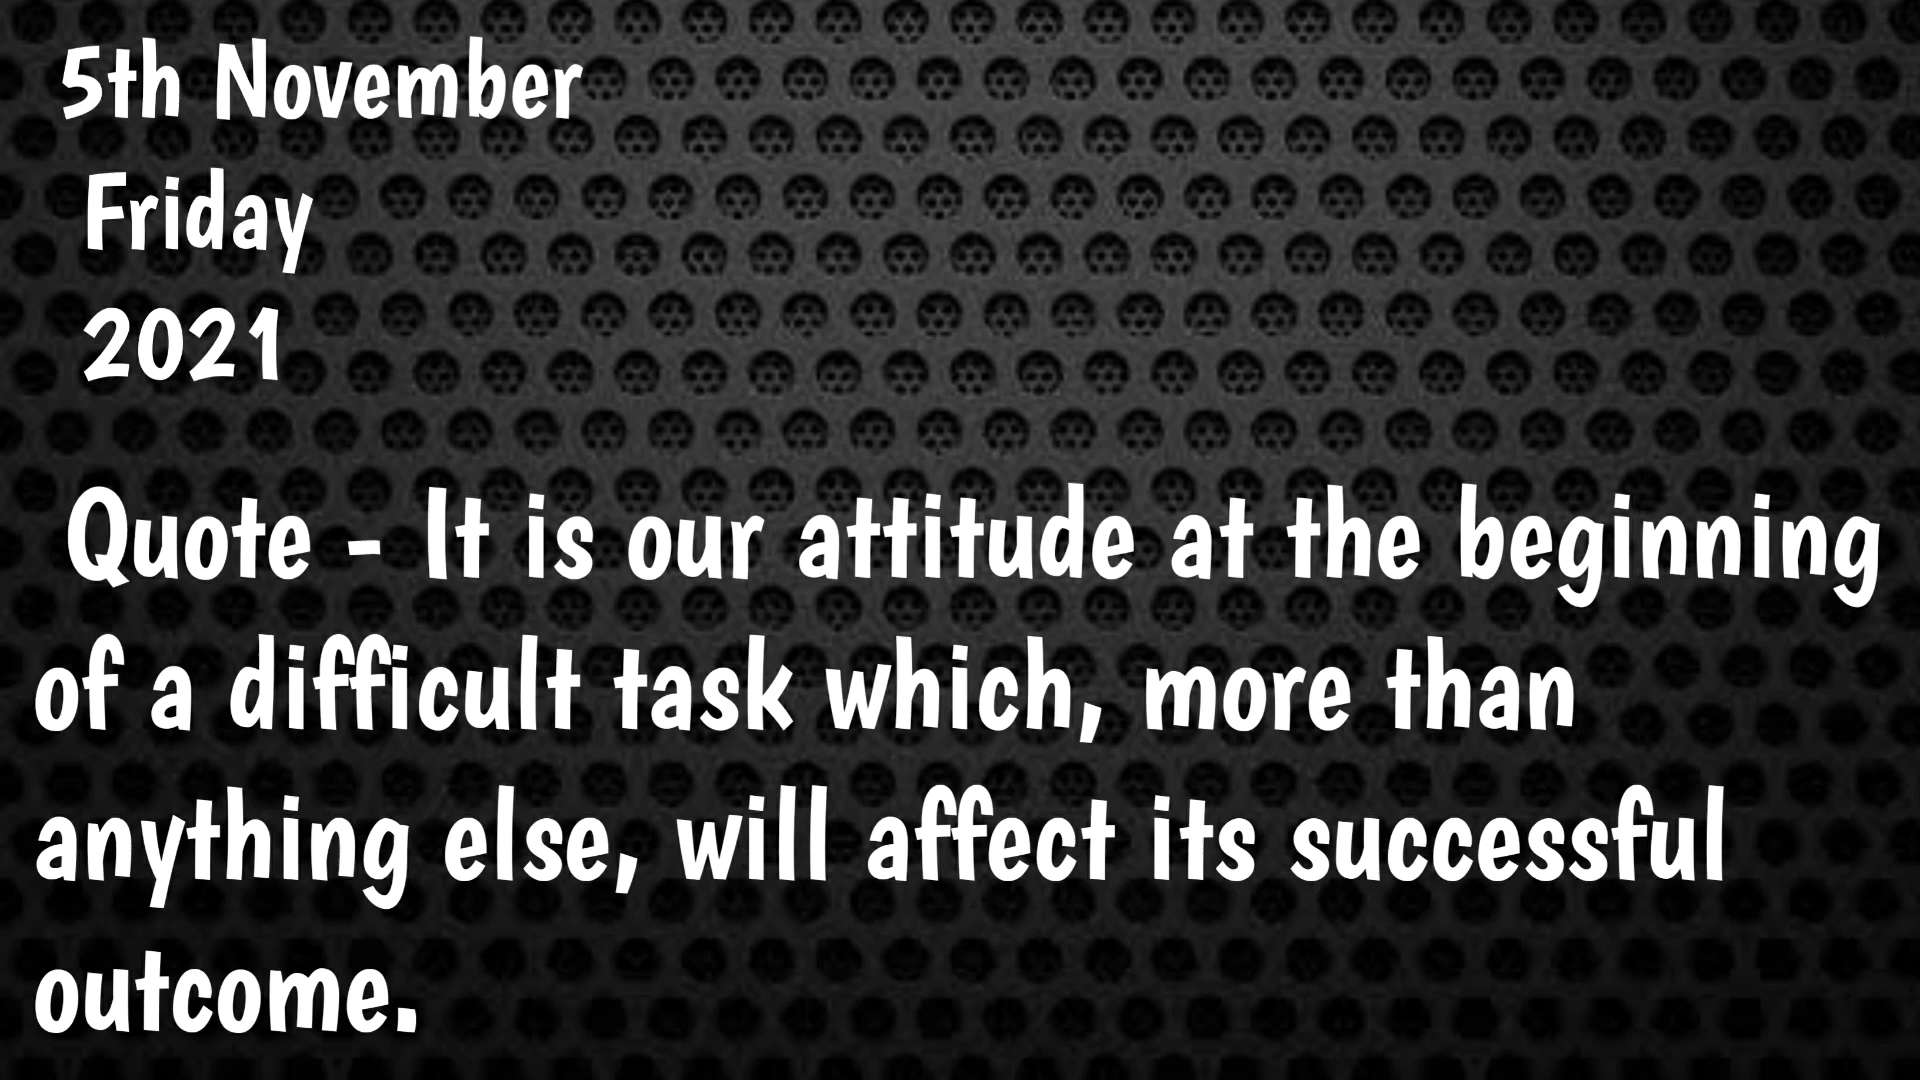 5th November
Friday
2021
Quote - It is our attitude at the beginning
of a difficult task which, more than
anything else, will affect its successful
outcome.